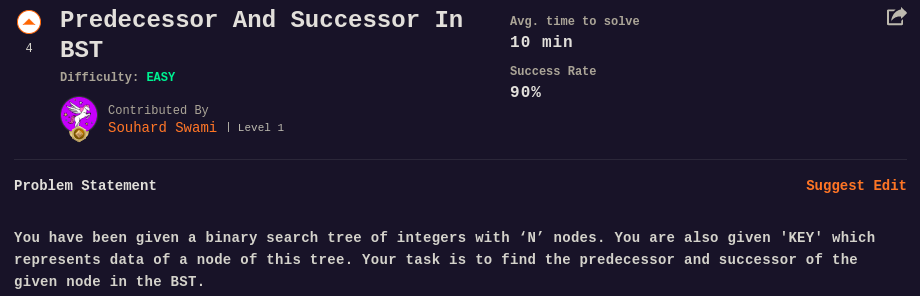 Predecessor And Successor In
BST
4
Difficulty: EASY
Contributed By
Souhard Swami | Level 1
Avg. time to solve
10 min
Success Rate
90%
Problem Statement
Suggest Edit
You have been given a binary search tree of integers with ‘N’ nodes. You are also given 'KEY' which
represents data of a node of this tree. Your task is to find the predecessor and successor of the
given node in the BST.